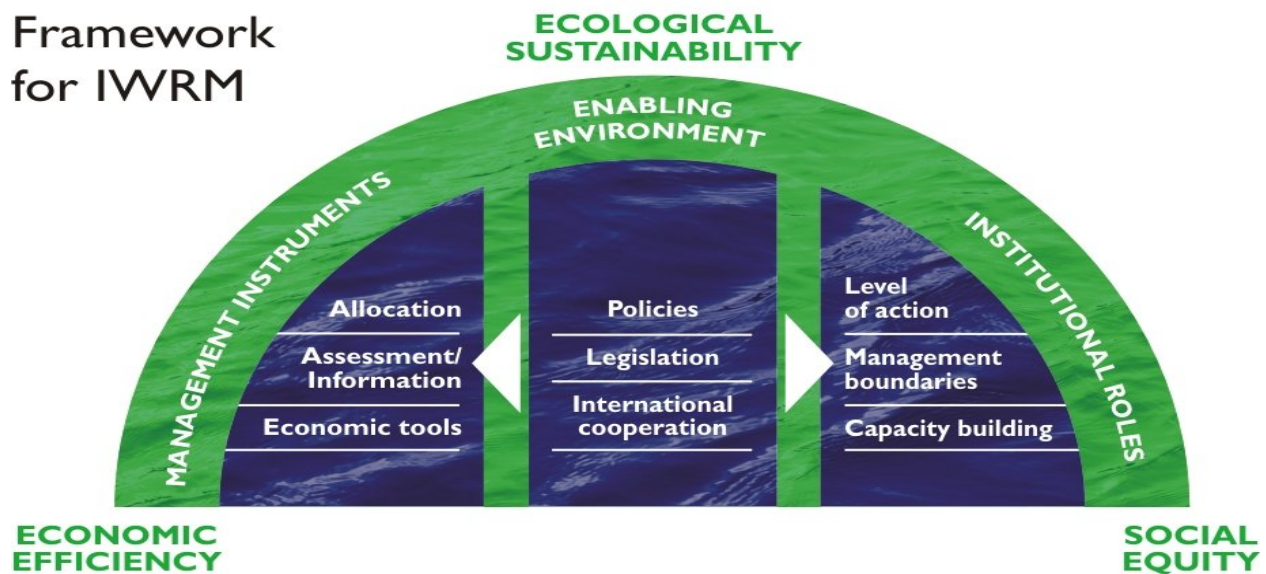 Framework
for IWRM
ECOLOGICAL
SUSTAINABILITY
ENABLING
ENVIRONMENT
MANAGEMENT INSTRUMENTS
INSTITUTIONAL ROLES
Allocation
Assessment/
Information
Economic tools
Policies
Legislation
International
cooperation
Level
of action
Management
boundaries
Capacity building
ECONOMIC
EFFICIENCY
SOCIAL
EQUITY